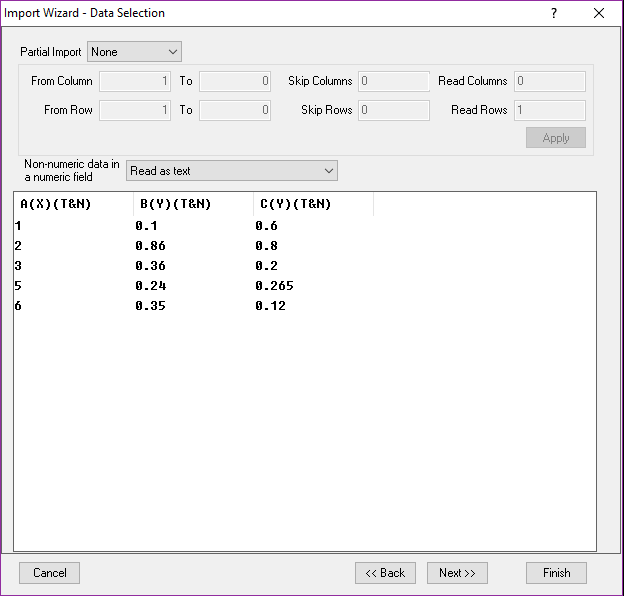 Import Wizard - Data Selection ?
Partial Import None
From Column 1 To 0 Skip Columns 0 Read Columns 0
From Row 1 To 0 Skip Rows 0 Read Rows 1
Apply
Non-numeric data in
a numeric field Read as text
A(X)(T&N) B(Y)(T&N) C(Y)(T&N)
1 0.1 0.6
2 0.86 0.8
3 0.36 0.2
5 0.24 0.265
6 0.35 0.12
Cancel << Back Next >> Finish